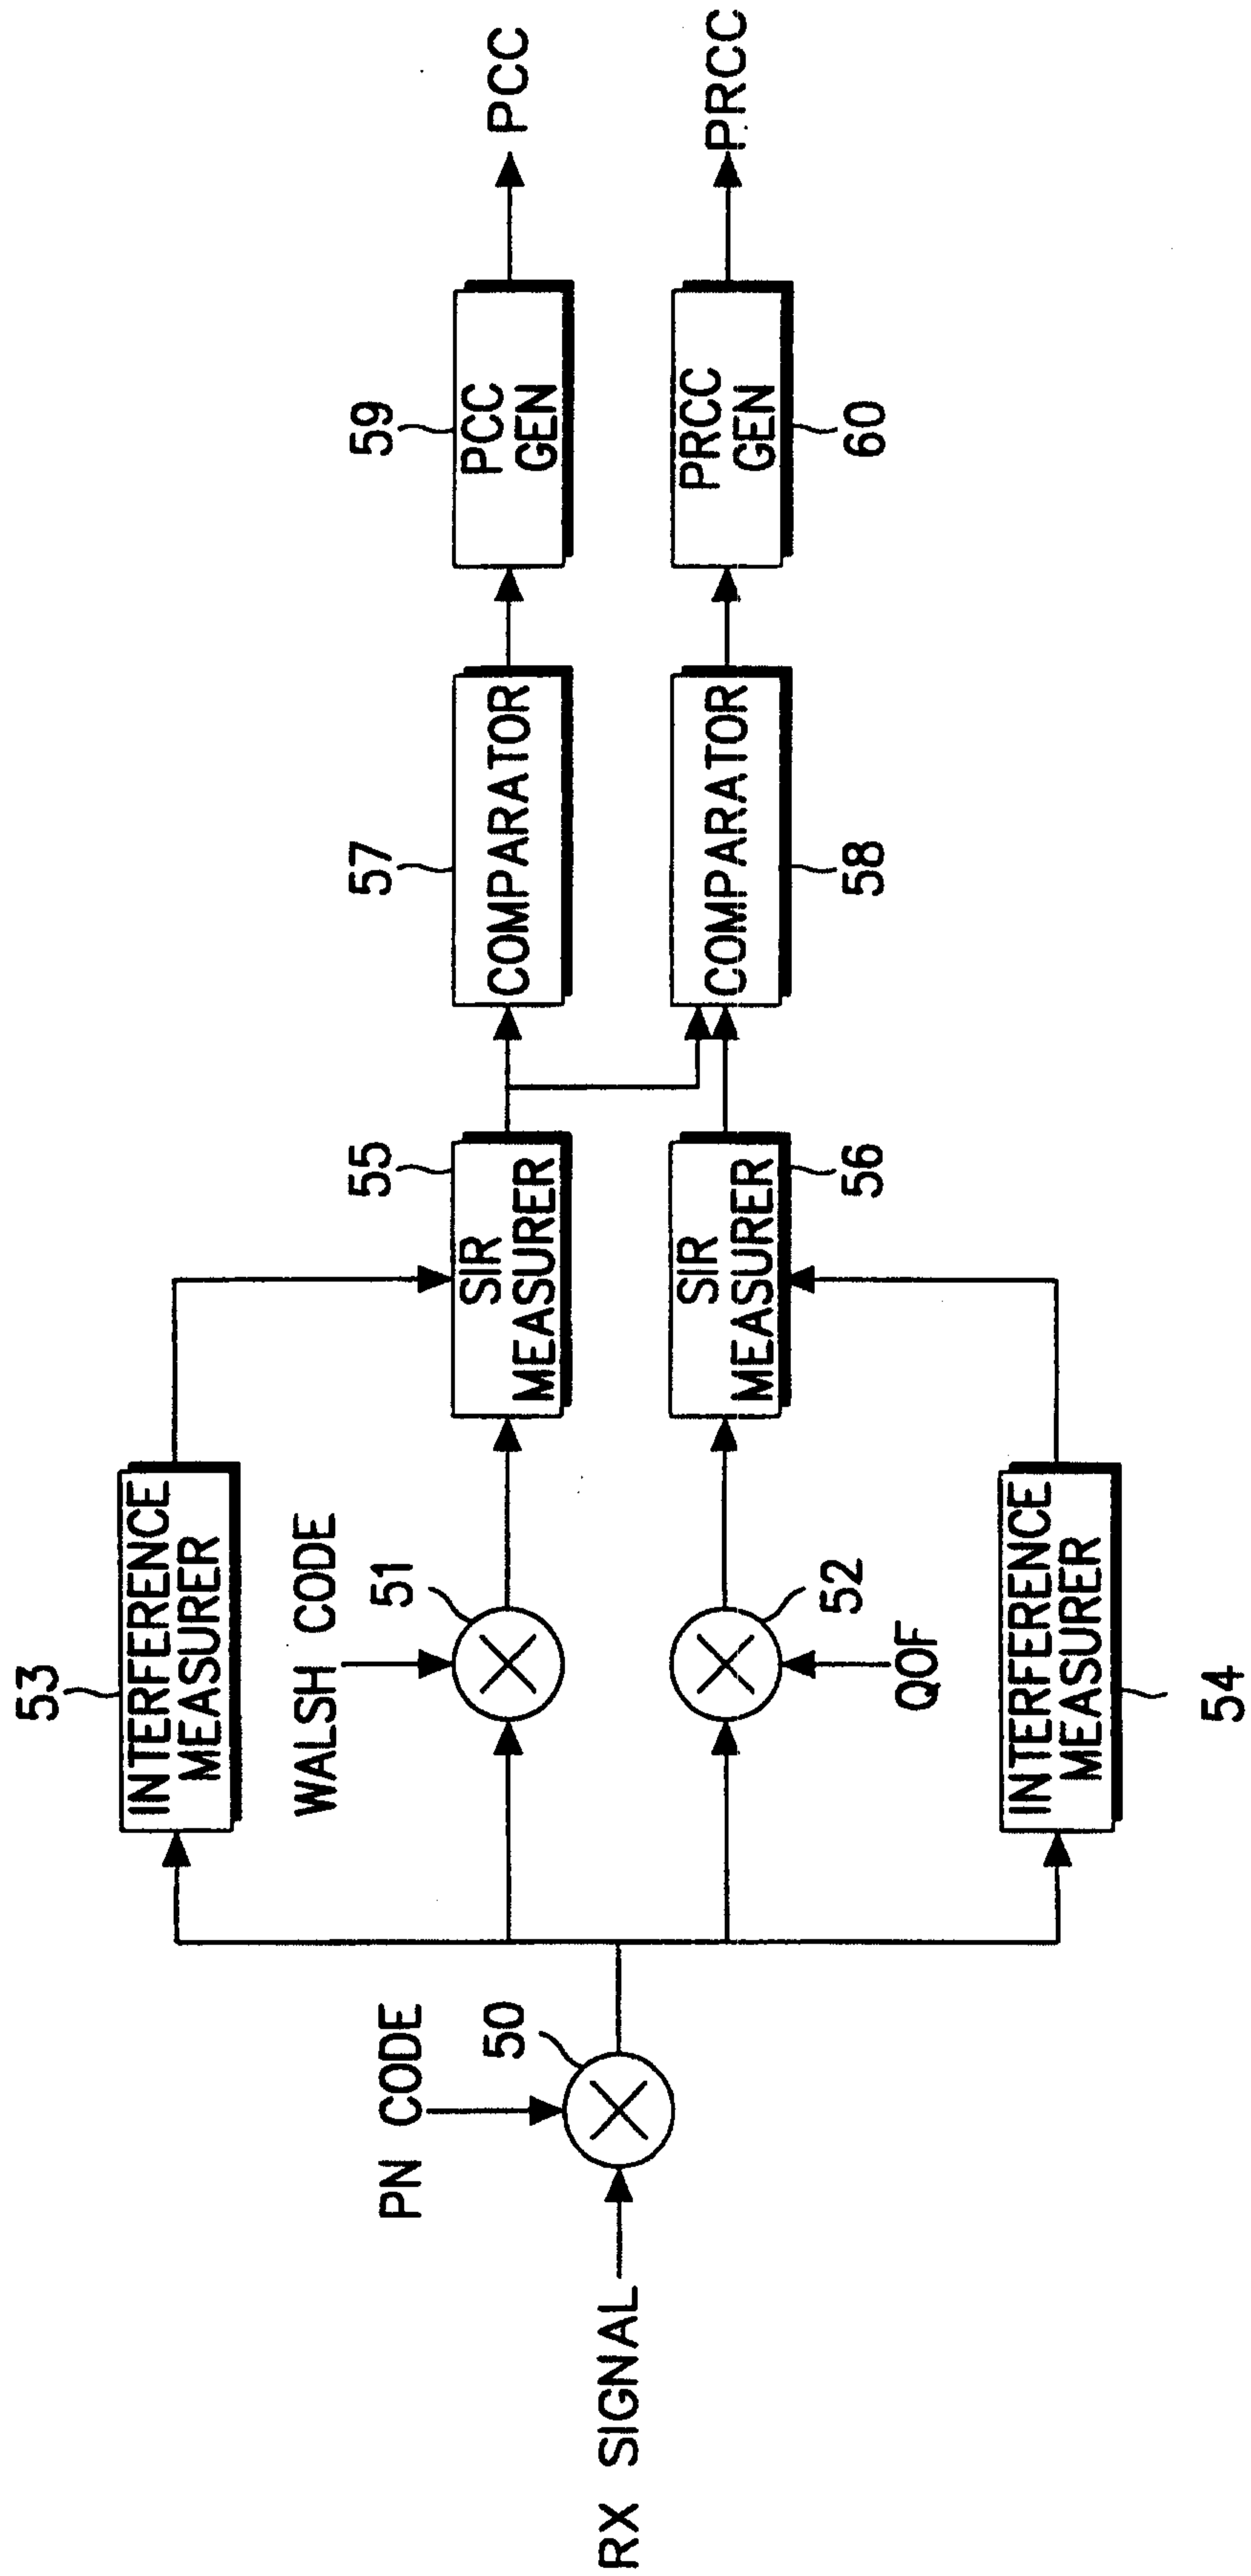 RX SIGNAL
PN CODE
50
53
INTERFERENCE
MEASURER
WALSH CODE
51
52
QOF
INTERFERENCE
MEASURER
54
55
SIR
MEASURER
SIR
MEASURER
56
57
COMPARATOR
COMPARATOR
58
59
PCC
GEN
PRCC
GEN
60
PCC
PRCC